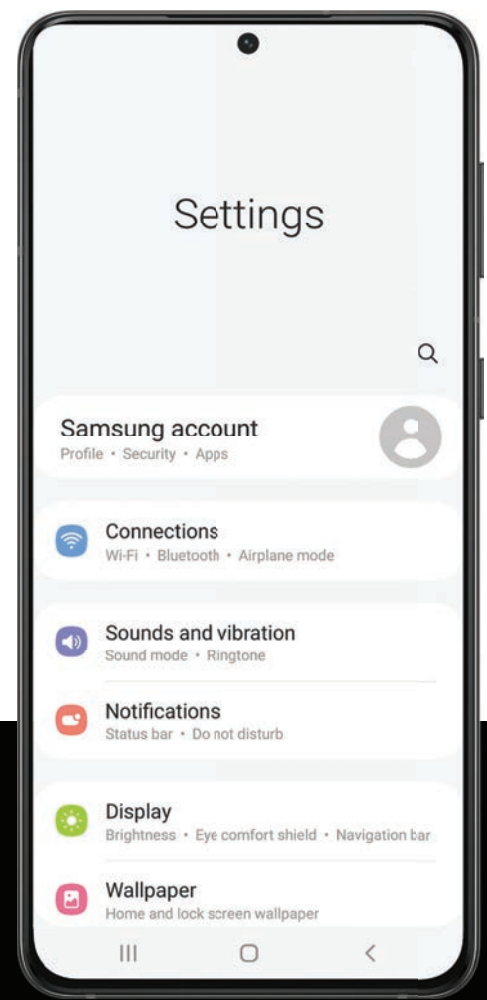 Settings
Samsung account
Profile • Security • Apps
Connections
Wi-Fi • Bluetooth • Airplane mode
Sounds and vibration
Sound mode • Ringtone
Notifications
Status bar • Do not disturb
Display
Brightness • Eye comfort shield • Navigation bar
Wallpaper
Home and lock screen wallpaper